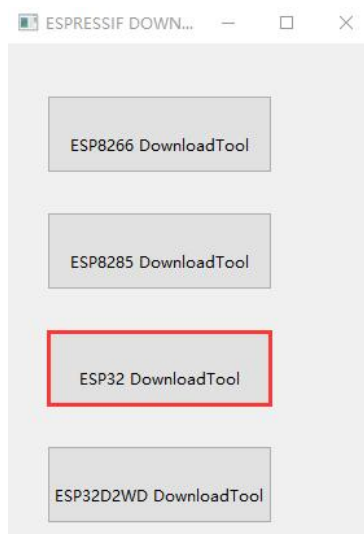 ESPRESSIF DOWN...
ESP8266 DownloadTool
ESP8285 DownloadTool
ESP32 DownloadTool
ESP32D2WD DownloadTool